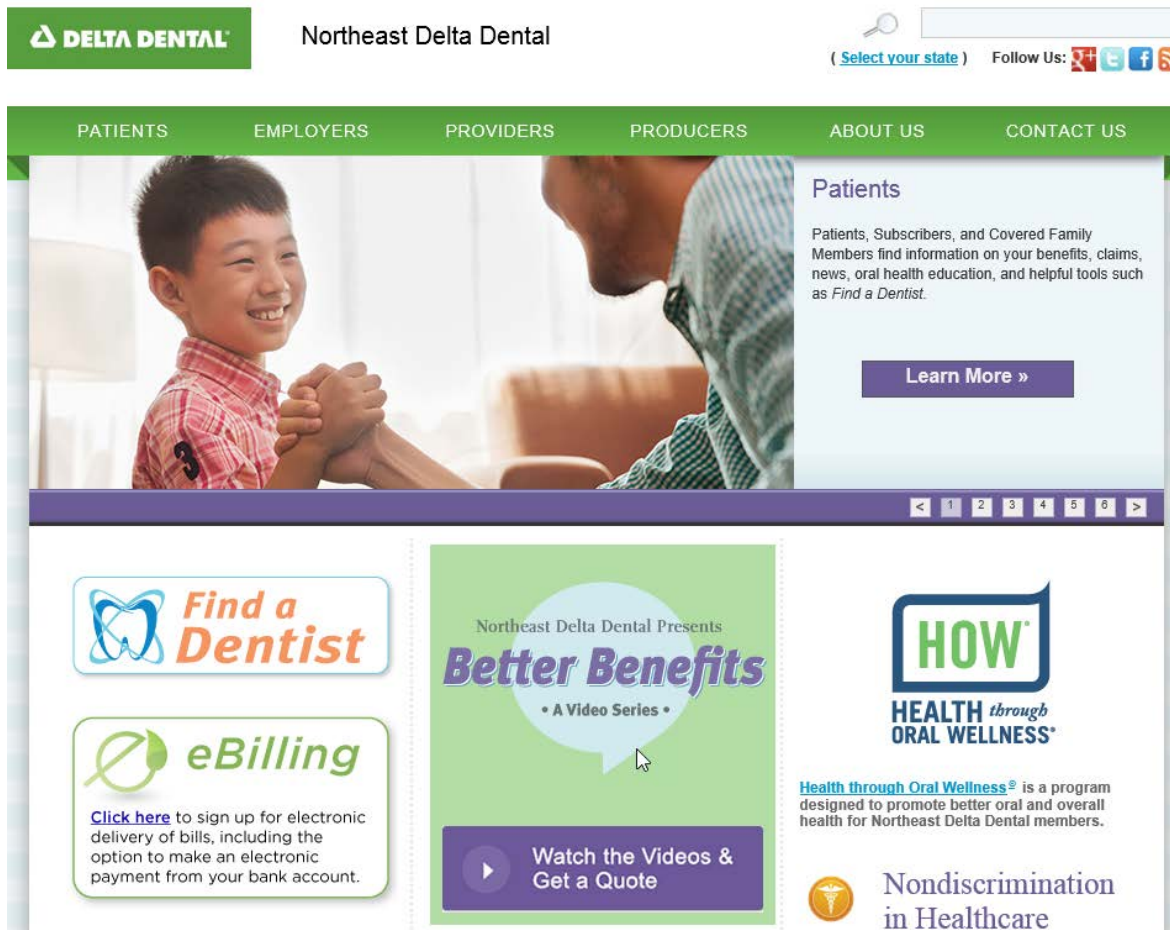 DELTA DENTAL®
Northeast Delta Dental
( Select your state )
Follow Us:
PATIENTS
EMPLOYERS
PROVIDERS
PRODUCERS
ABOUT US
CONTACT US
3
Patients
Patients, Subscribers, and Covered Family
Members find information on your benefits, claims,
news, oral health education, and helpful tools such
as Find a Dentist.
Learn More »
< 1 2 3 4 5 6 >
Find a
Dentist
eBilling
Click here to sign up for electronic
delivery of bills, including the
option to make an electronic
payment from your bank account.
Northeast Delta Dental Presents
Better Benefits
• A Video Series •
Watch the Videos &
Get a Quote
HOW®
HEALTH through
ORAL WELLNESS®
Health through Oral Wellness® is a program
designed to promote better oral and overall
health for Northeast Delta Dental members.
Nondiscrimination
in Healthcare